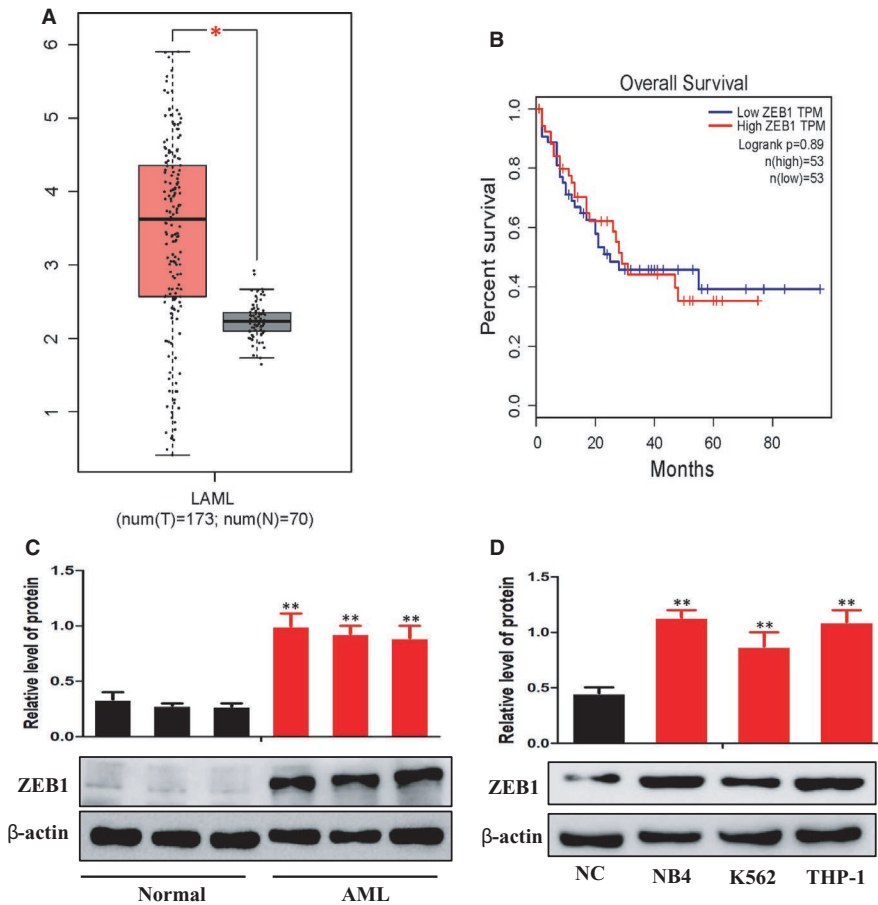 A
*
6
5
4
3
2
1
LAML
(num(T)=173; num(N)=70)
B
Overall Survival
Low ZEB1 TPM
High ZEB1 TPM
Logrank p=0.89
n(high)=53
n(low)=53
Percent survival
1.0
0.8
0.6
0.4
0.2
0.0
0 20 40 60 80
Months
C
Relative level of protein
1.5
1.0
0.5
0.0
** ** **
ZEB1
β-actin
Normal AML
D
Relative level of protein
1.5
1.0
0.5
0.0
** ** **
ZEB1
β-actin
NC NB4 K562 THP-1